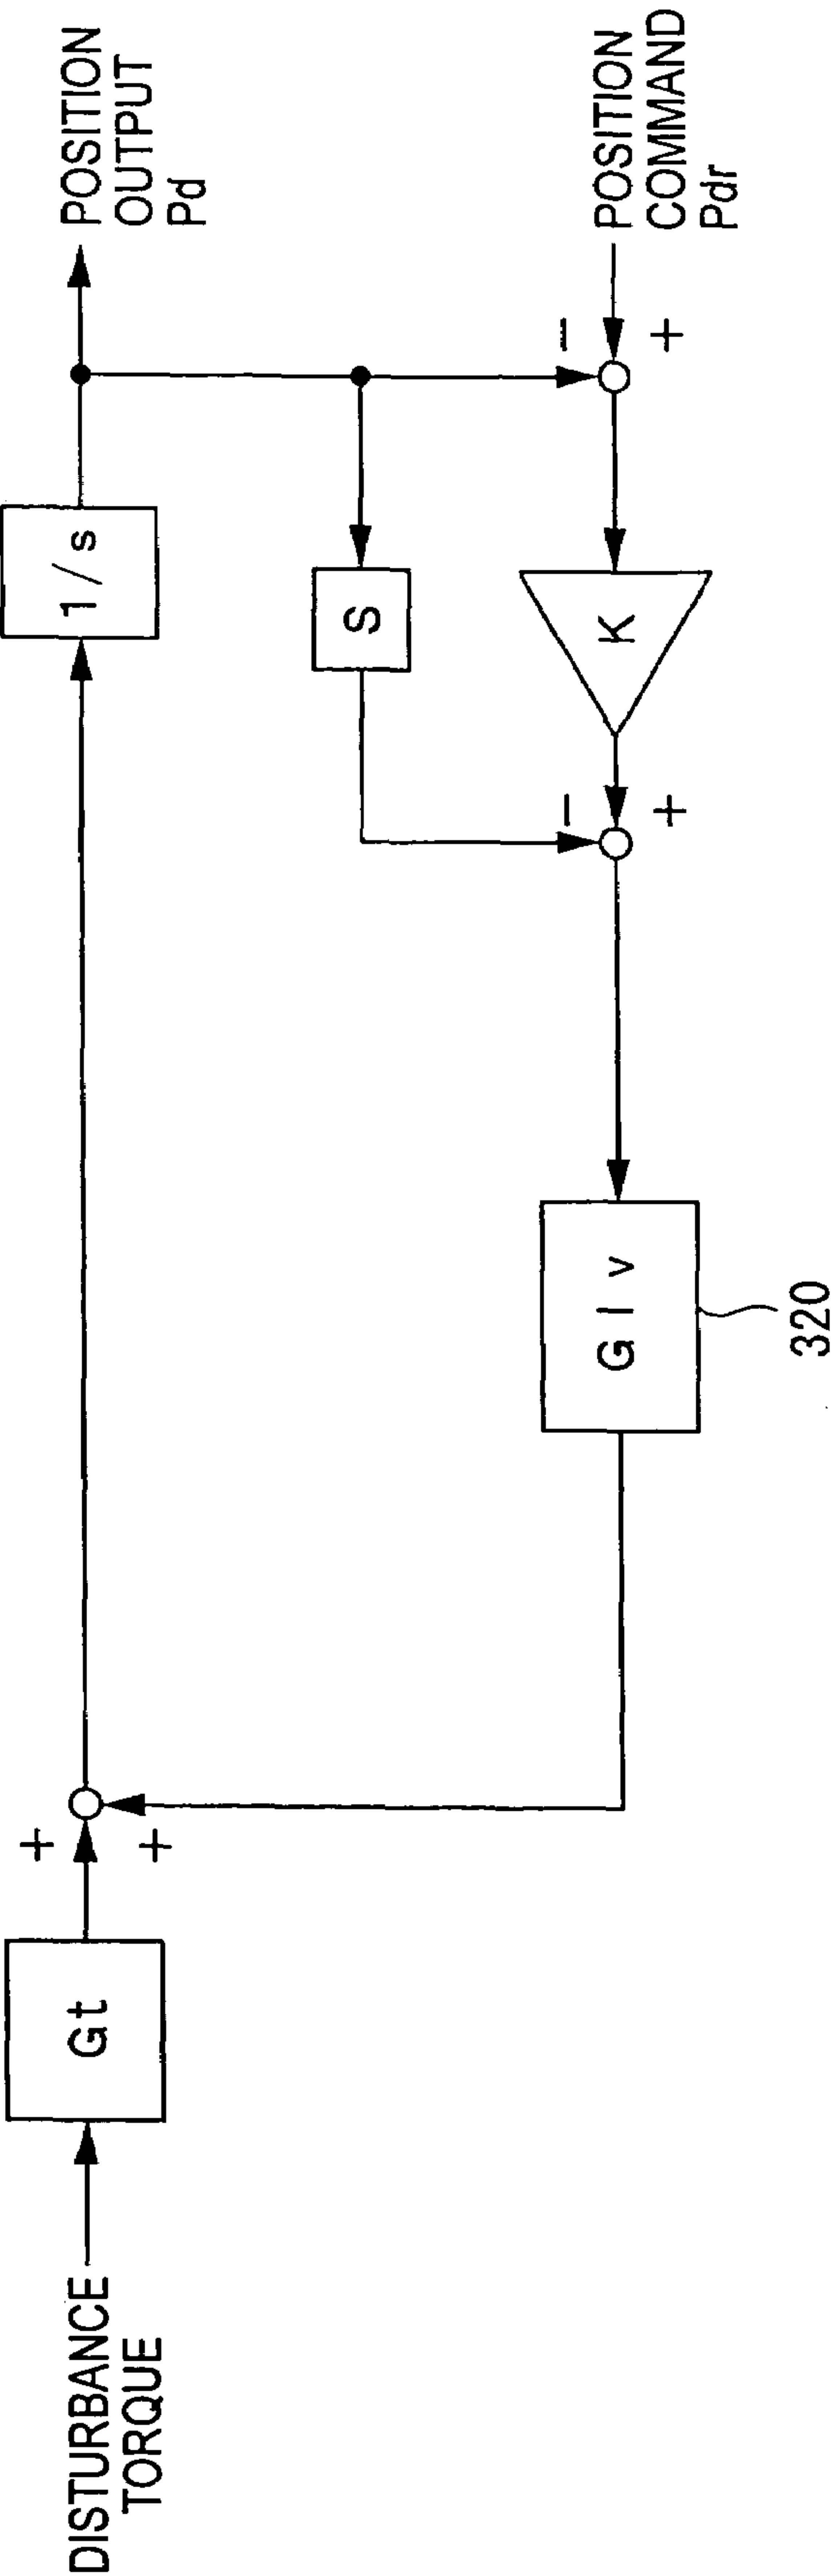 DISTURBANCE
TORQUE
Gt
+
+
1/s
POSITION
OUTPUT
Pd
S
−
+
K
−
+
POSITION
COMMAND
Pdr
G l v
320